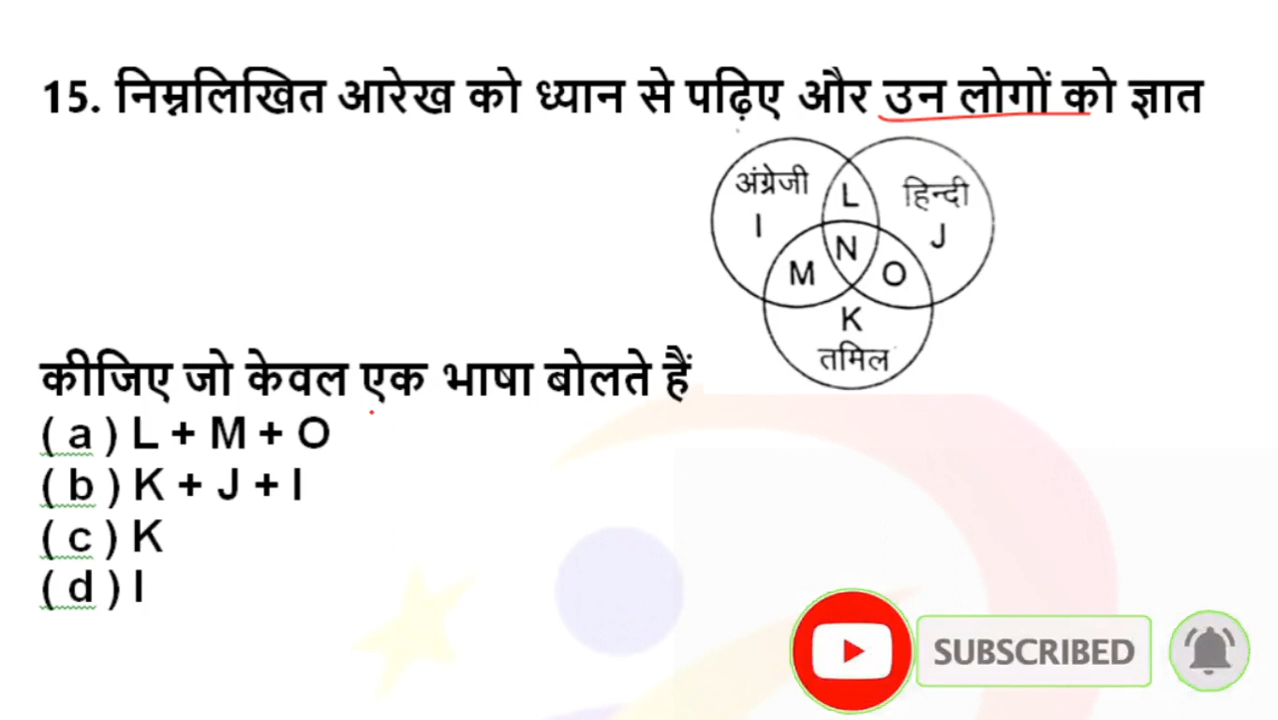 15. निम्नलिखित आरेख को ध्यान से पढ़िए और उन लोगों को ज्ञात
अंग्रेजी L हिन्दी
I J
N
M O
K
तमिल
कीजिए जो केवल एक भाषा बोलते हैं
( a ) L + M + O
( b ) K + J + I
( c ) K
( d ) I
SUBSCRIBED